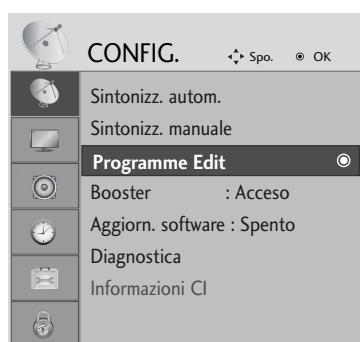 CONFIG. Spo. OK
Sintonizz. autom.
Sintonizz. manuale
Programme Edit
Booster : Acceso
Aggiorn. software : Spento
Diagnostica
Informazioni CI